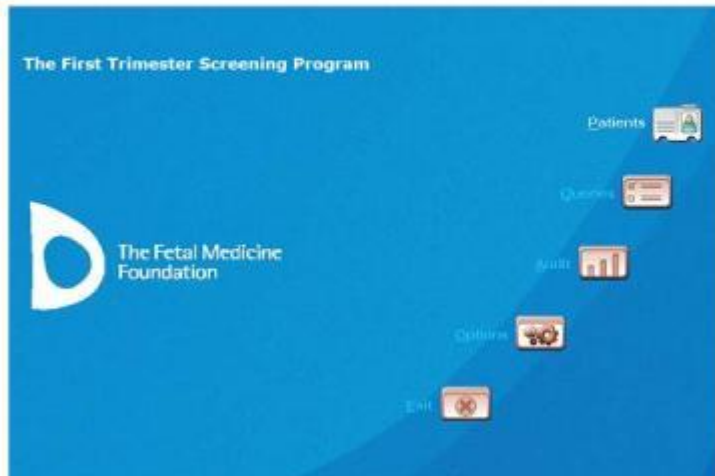 The First Trimester Screening Program
Patients
Queries
The Fetal Medicine
Foundation
Audit
Options
Exit